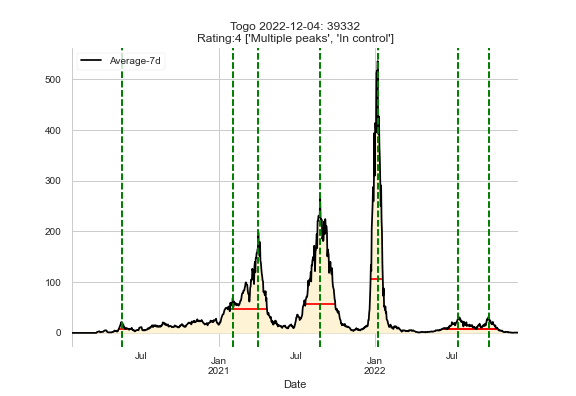 Togo 2022-12-04: 39332
Rating:4 ['Multiple peaks', 'In control']
Average-7d
500
400
300
200
100
0
Jul
Jan
2021
Jul
Jan
2022
Jul
Date